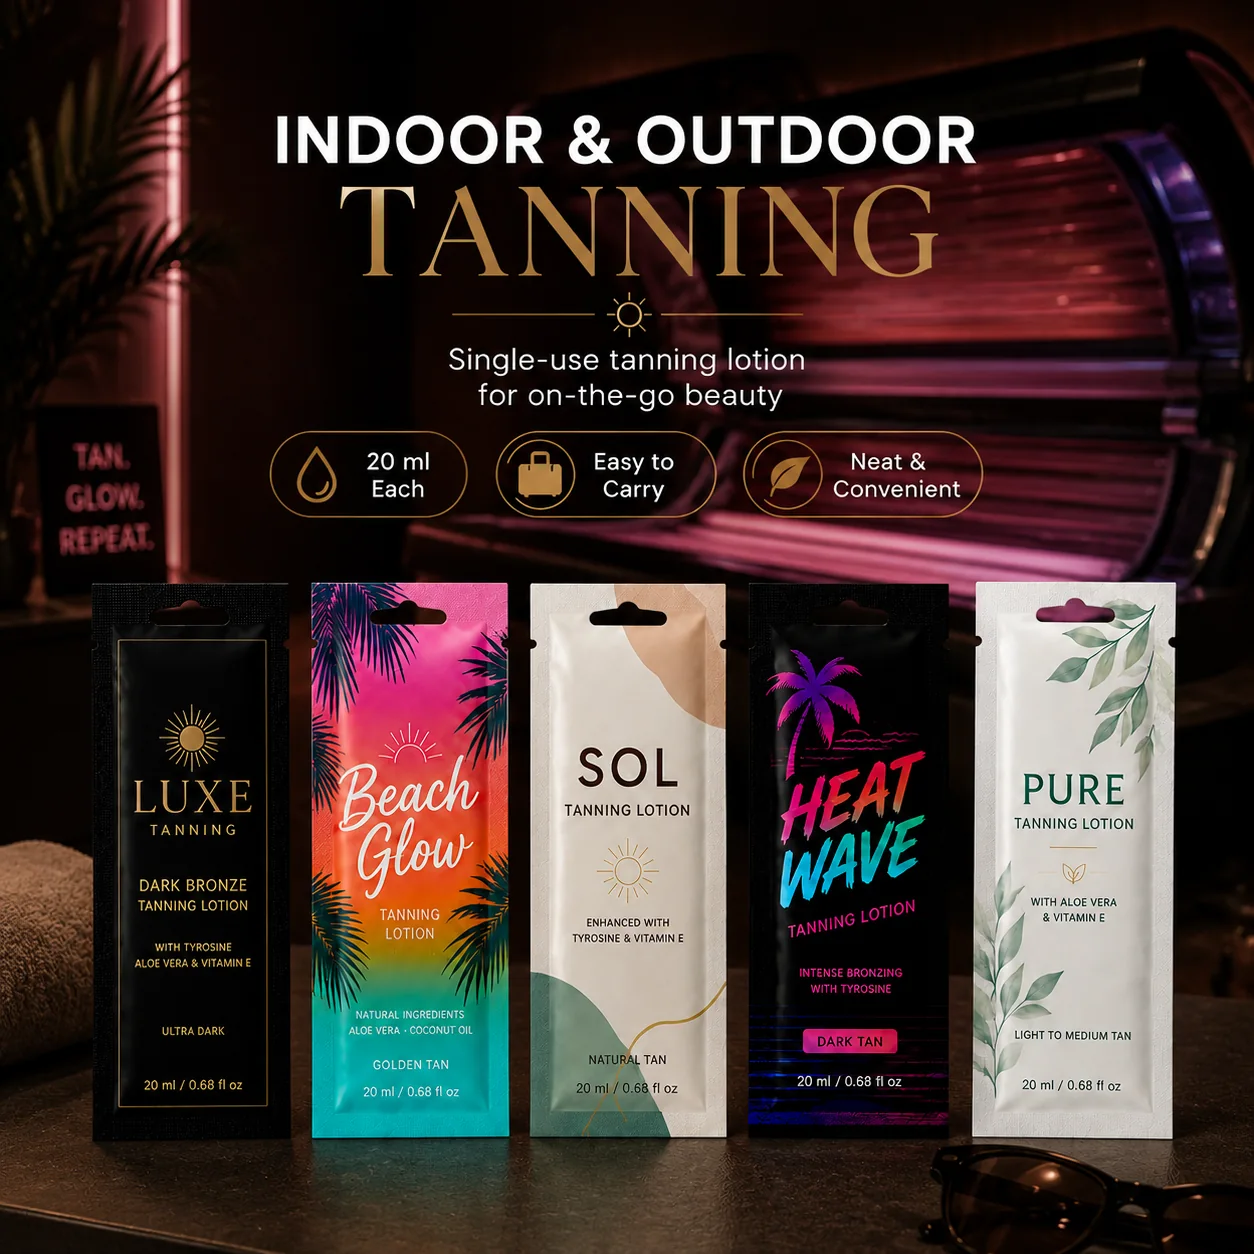 INDOOR & OUTDOOR
TANNING
Single-use tanning lotion
for on-the-go beauty
20 ml
Each
Easy to
Carry
Neat &
Convenient
TAN.
GLOW.
REPEAT.
LUXE
TANNING
DARK BRONZE
TANNING LOTION
WITH TYROSINE
ALOE VERA & VITAMIN E
ULTRA DARK
20 ml / 0.68 fl oz
Beach
Glow
TANNING
LOTION
NATURAL INGREDIENTS
ALOE VERA · COCONUT OIL
GOLDEN TAN
20 ml / 0.68 fl oz
SOL
TANNING LOTION
ENHANCED WITH
TYROSINE & VITAMIN E
NATURAL TAN
20 ml / 0.68 fl oz
HEAT
WAVE
TANNING LOTION
INTENSE BRONZING
WITH TYROSINE
DARK TAN
20 ml / 0.68 fl oz
PURE
TANNING LOTION
WITH ALOE VERA
& VITAMIN E
LIGHT TO MEDIUM TAN
20 ml / 0.68 fl oz